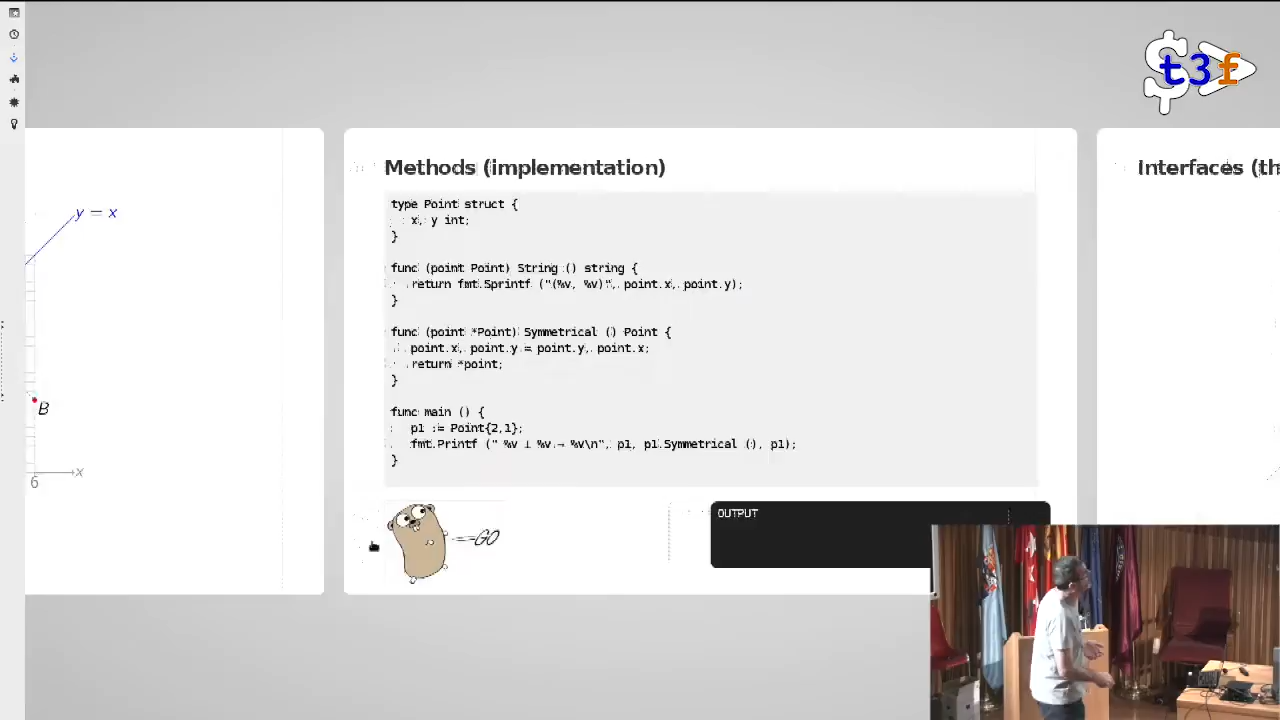 $t3f
y = x
B
6
x
Methods (implementation)
type Point struct {
x, y int;
}
func (point Point) String () string {
return fmt.Sprintf ("(%v, %v)", point.x, point.y);
}
func (point *Point) Symmetrical () Point {
point.x, point.y = point.y, point.x;
return *point;
}
func main () {
p1 := Point{2,1};
fmt.Printf (" %v ⊥ %v → %v\n", p1, p1.Symmetrical (), p1);
}
GO
OUTPUT
Interfaces (th